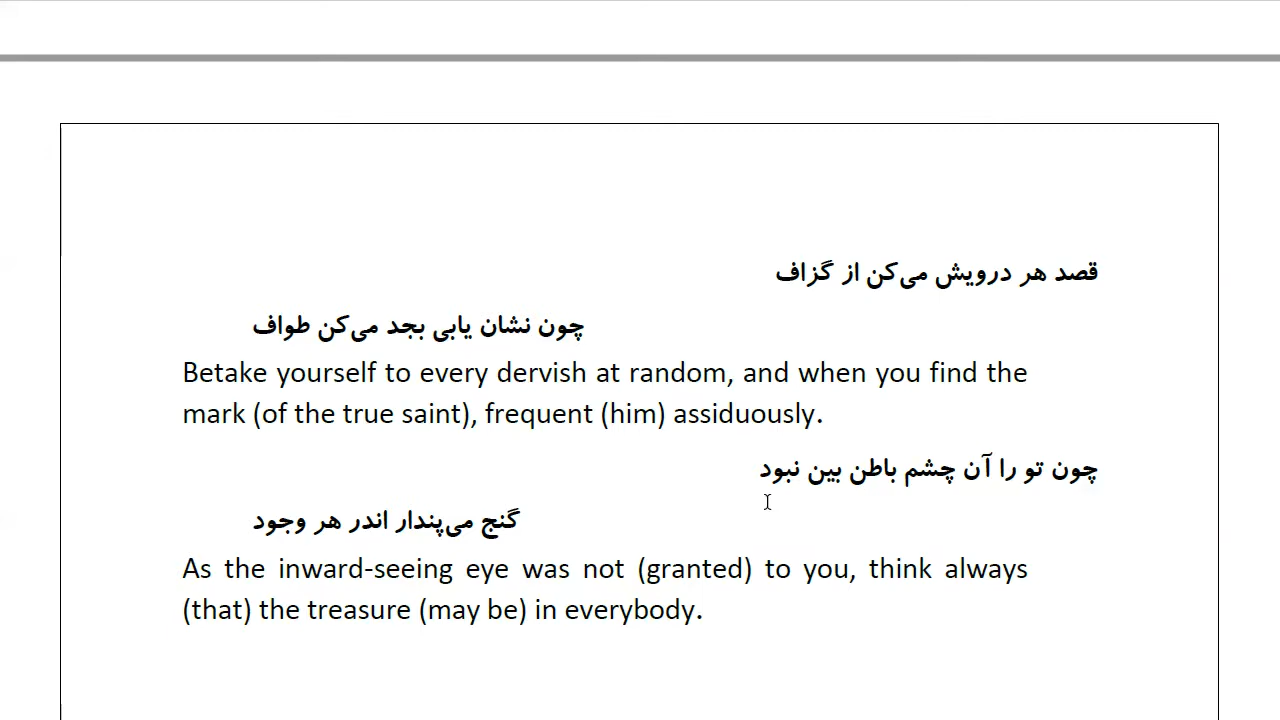 قصد هر درویش می‌کن از گزاف
چون نشان یابی بجد می‌کن طواف
Betake yourself to every dervish at random, and when you find the
mark (of the true saint), frequent (him) assiduously.
چون تو را آن چشم باطن بین نبود
گنج می‌پندار اندر هر وجود
As the inward-seeing eye was not (granted) to you, think always
(that) the treasure (may be) in everybody.